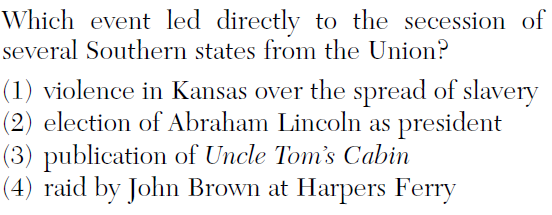 Which event led directly to the secession of
several Southern states from the Union?
(1) violence in Kansas over the spread of slavery
(2) election of Abraham Lincoln as president
(3) publication of Uncle Tom's Cabin
(4) raid by John Brown at Harpers Ferry